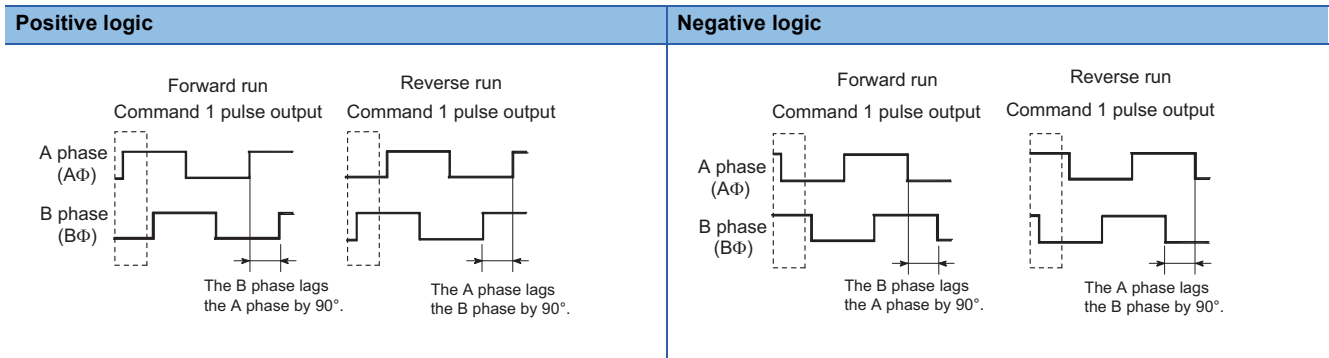 Positive logic
Forward run
Command 1 pulse output
Reverse run
Command 1 pulse output
A phase
(AΦ)
B phase
(BΦ)
The B phase lags
the A phase by 90°.
The A phase lags
the B phase by 90°.
Negative logic
Forward run
Command 1 pulse output
Reverse run
Command 1 pulse output
A phase
(AΦ)
B phase
(BΦ)
The B phase lags
the A phase by 90°.
The A phase lags
the B phase by 90°.